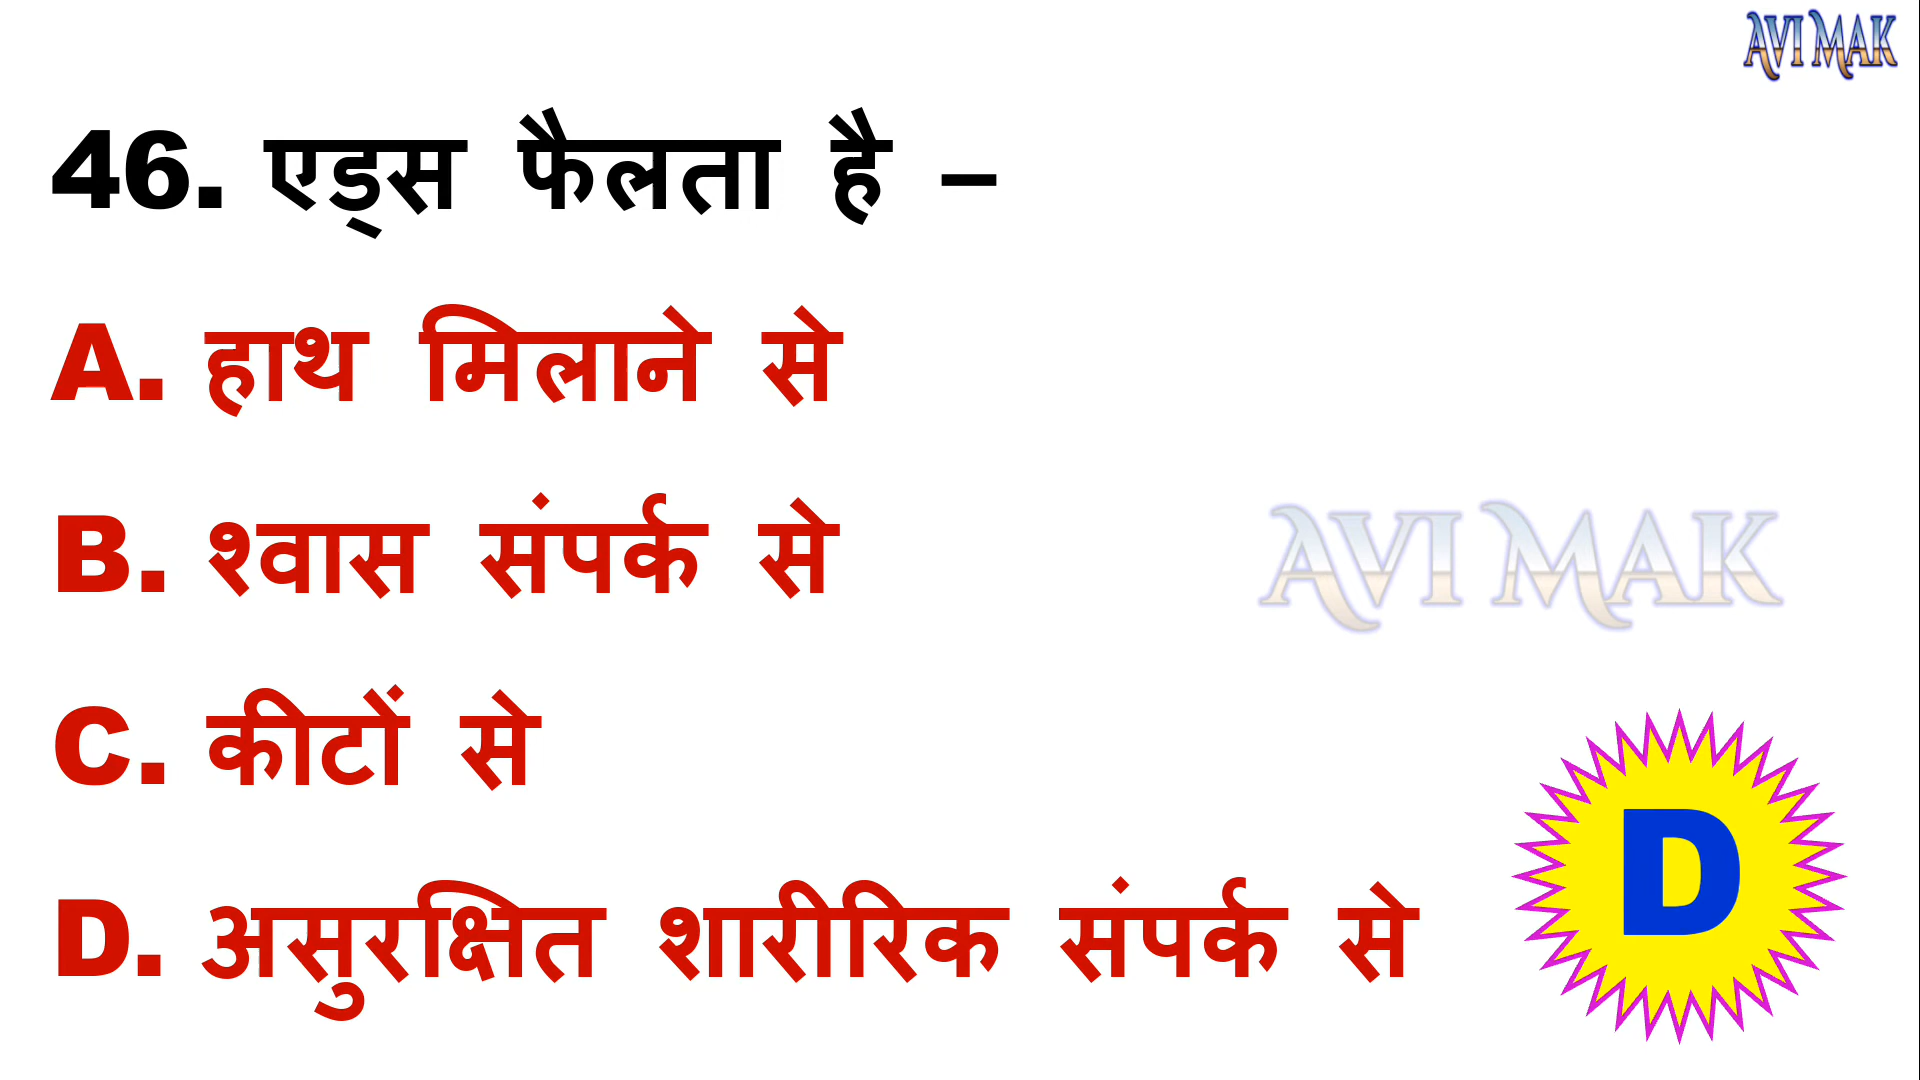 AVI MAK
46. एड्स फैलता है –
A. हाथ मिलाने से
B. श्वास संपर्क से
AVI MAK
C. कीटों से
D. असुरक्षित शारीरिक संपर्क से
D